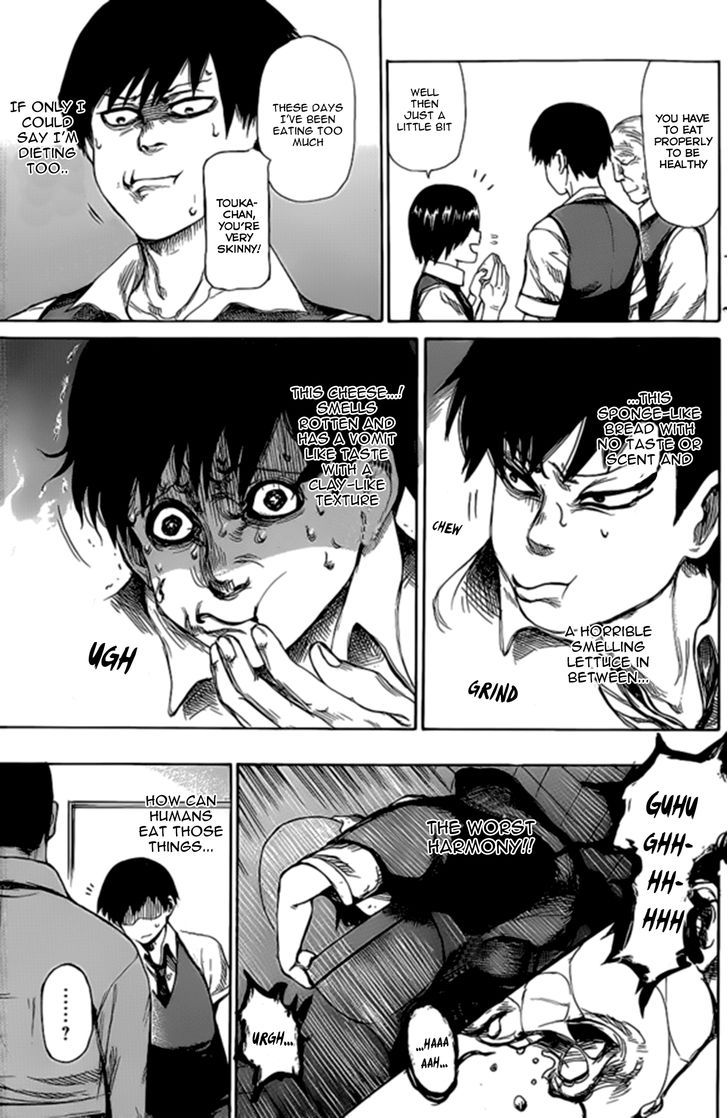 YOU HAVE
TO EAT
PROPERLY
TO BE
HEALTHY
WELL
THEN
JUST A
LITTLE BIT
THESE DAYS
I'VE BEEN
EATING TOO
MUCH
TOUKA-
CHAN,
YOU'RE
VERY
SKINNY!
IF ONLY I
COULD
SAY I'M
DIETING
TOO..
...THIS
SPONGE-LIKE
BREAD WITH
NO TASTE OR
SCENT AND
CHEW
A HORRIBLE
SMELLING
LETTUCE IN
BETWEEN...
GRIND
THIS CHEESE...!
SMELLS
ROTTEN AND
HAS A VOMIT
LIKE TASTE
WITH A
CLAY-LIKE
TEXTURE
UGH
GUHU
GHH-
HH-
HHH
THE WORST
HARMONY!!
...HAAA
AAH...
URGH...
HOW CAN
HUMANS
EAT THOSE
THINGS...
......?